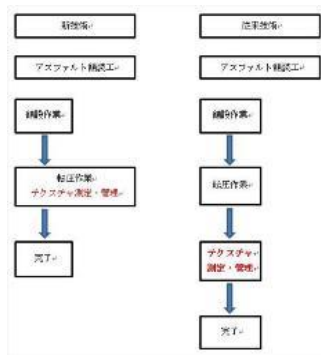 新技術
従来技術
アスファルト舗装工
アスファルト舗装工
舗設作業
舗設作業
転圧作業
テクスチャ測定・管理
転圧作業
完了
テクスチャ
測定・管理
完了